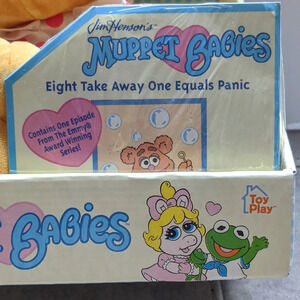 Jim Henson's
MUPPET BABIES
Eight Take Away One Equals Panic
Contains One Episode
From The Emmy®
Award Winning
Series!
BABIES
Toy
Play